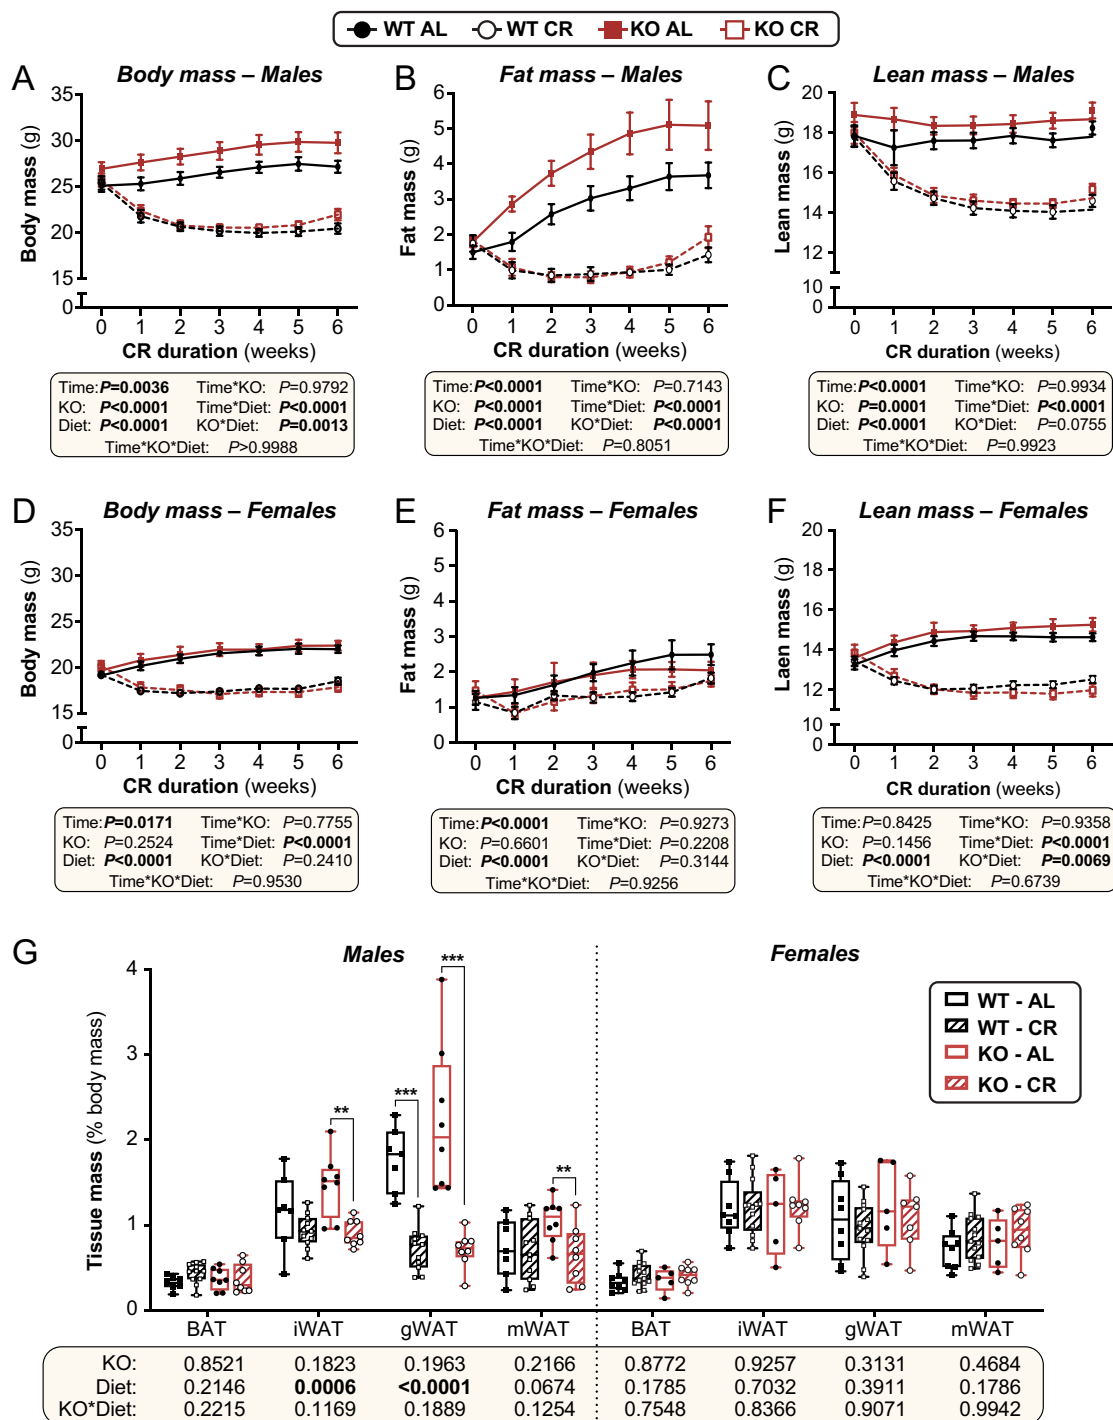 WT AL WT CR KO AL KO CR
A Body mass – Males
Body mass (g)
35
30
25
20
15
0
0 1 2 3 4 5 6
CR duration (weeks)
Time: P=0.0036 Time*KO: P=0.9792
KO: P<0.0001 Time*Diet: P<0.0001
Diet: P<0.0001 KO*Diet: P=0.0013
Time*KO*Diet: P>0.9988
B Fat mass – Males
Fat mass (g)
6
5
4
3
2
1
0
0 1 2 3 4 5 6
CR duration (weeks)
Time: P<0.0001 Time*KO: P=0.7143
KO: P<0.0001 Time*Diet: P<0.0001
Diet: P<0.0001 KO*Diet: P<0.0001
Time*KO*Diet: P=0.8051
C Lean mass – Males
Lean mass (g)
20
18
16
14
12
10
0
0 1 2 3 4 5 6
CR duration (weeks)
Time: P<0.0001 Time*KO: P=0.9934
KO: P=0.0001 Time*Diet: P<0.0001
Diet: P<0.0001 KO*Diet: P=0.0755
Time*KO*Diet: P=0.9923
D Body mass – Females
Body mass (g)
35
30
25
20
15
0
0 1 2 3 4 5 6
CR duration (weeks)
Time: P=0.0171 Time*KO: P=0.7755
KO: P=0.2524 Time*Diet: P<0.0001
Diet: P<0.0001 KO*Diet: P=0.2410
Time*KO*Diet: P=0.9530
E Fat mass – Females
Fat mass (g)
6
5
4
3
2
1
0
0 1 2 3 4 5 6
CR duration (weeks)
Time: P<0.0001 Time*KO: P=0.9273
KO: P=0.6601 Time*Diet: P=0.2208
Diet: P<0.0001 KO*Diet: P=0.3144
Time*KO*Diet: P=0.9256
F Lean mass – Females
Laen mass (g)
20
18
16
14
12
10
0
0 1 2 3 4 5 6
CR duration (weeks)
Time: P=0.8425 Time*KO: P=0.9358
KO: P=0.1456 Time*Diet: P<0.0001
Diet: P<0.0001 KO*Diet: P=0.0069
Time*KO*Diet: P=0.6739
G Males Females
Tissue mass (% body mass)
4
3
2
1
0
** *** *** **
WT - AL
WT - CR
KO - AL
KO - CR
BAT iWAT gWAT mWAT BAT iWAT gWAT mWAT
KO: 0.8521 0.1823 0.1963 0.2166 0.8772 0.9257 0.3131 0.4684
Diet: 0.2146 0.0006 <0.0001 0.0674 0.1785 0.7032 0.3911 0.1786
KO*Diet: 0.2215 0.1169 0.1889 0.1254 0.7548 0.8366 0.9071 0.9942